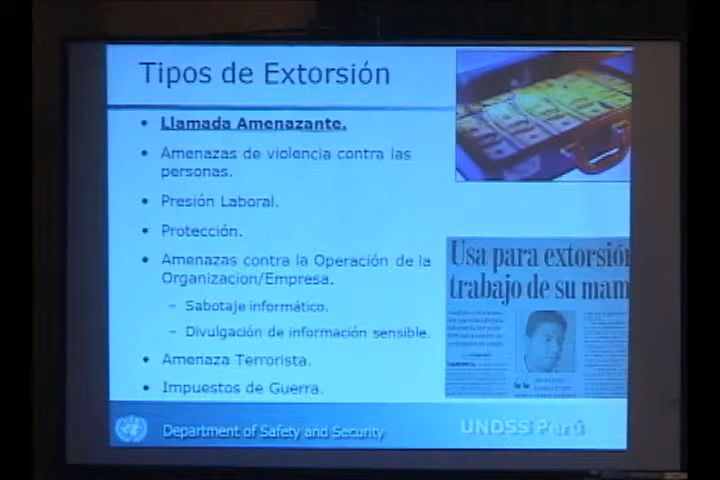 Tipos de Extorsión
• Llamada Amenazante.
• Amenazas de violencia contra las
personas.
• Presión Laboral.
• Protección.
• Amenazas contra la Operación de la
Organizacion/Empresa.
– Sabotaje informático.
– Divulgación de información sensible.
• Amenaza Terrorista.
• Impuestos de Guerra.
Usa para extorsión
trabajo de su mam
Department of Safety and Security
UNDSS Perú